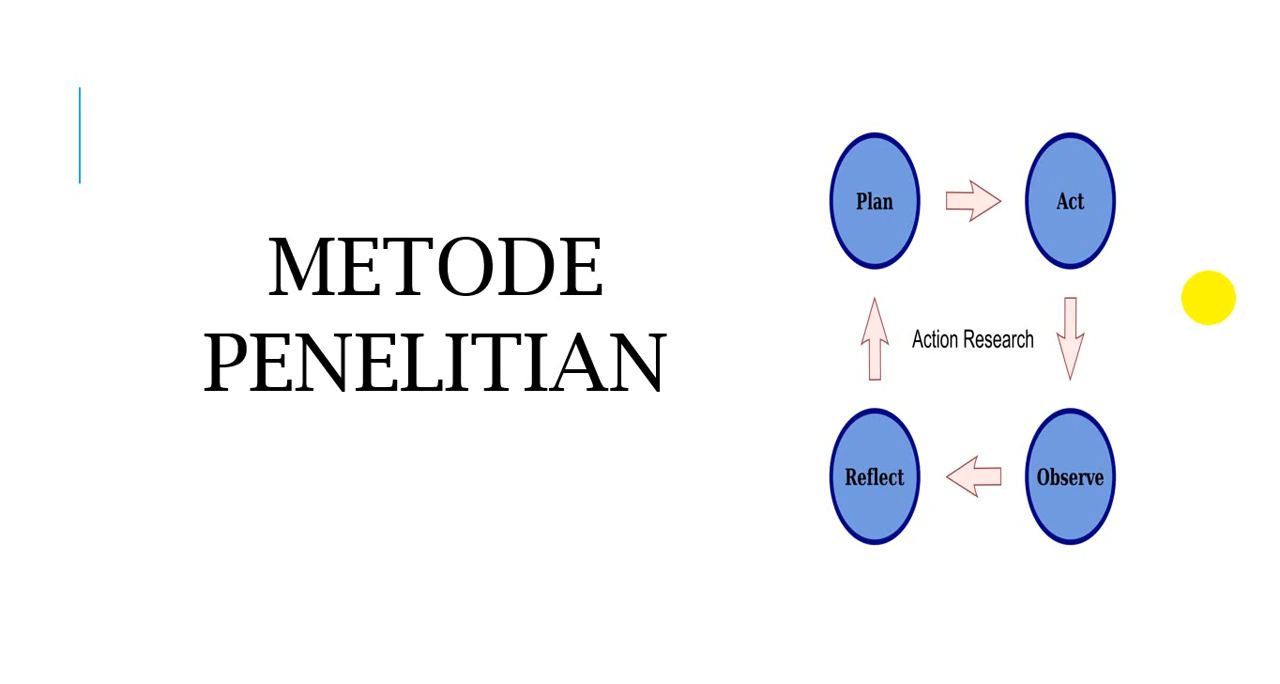 METODE
PENELITIAN
Plan
Act
Action Research
Reflect
Observe